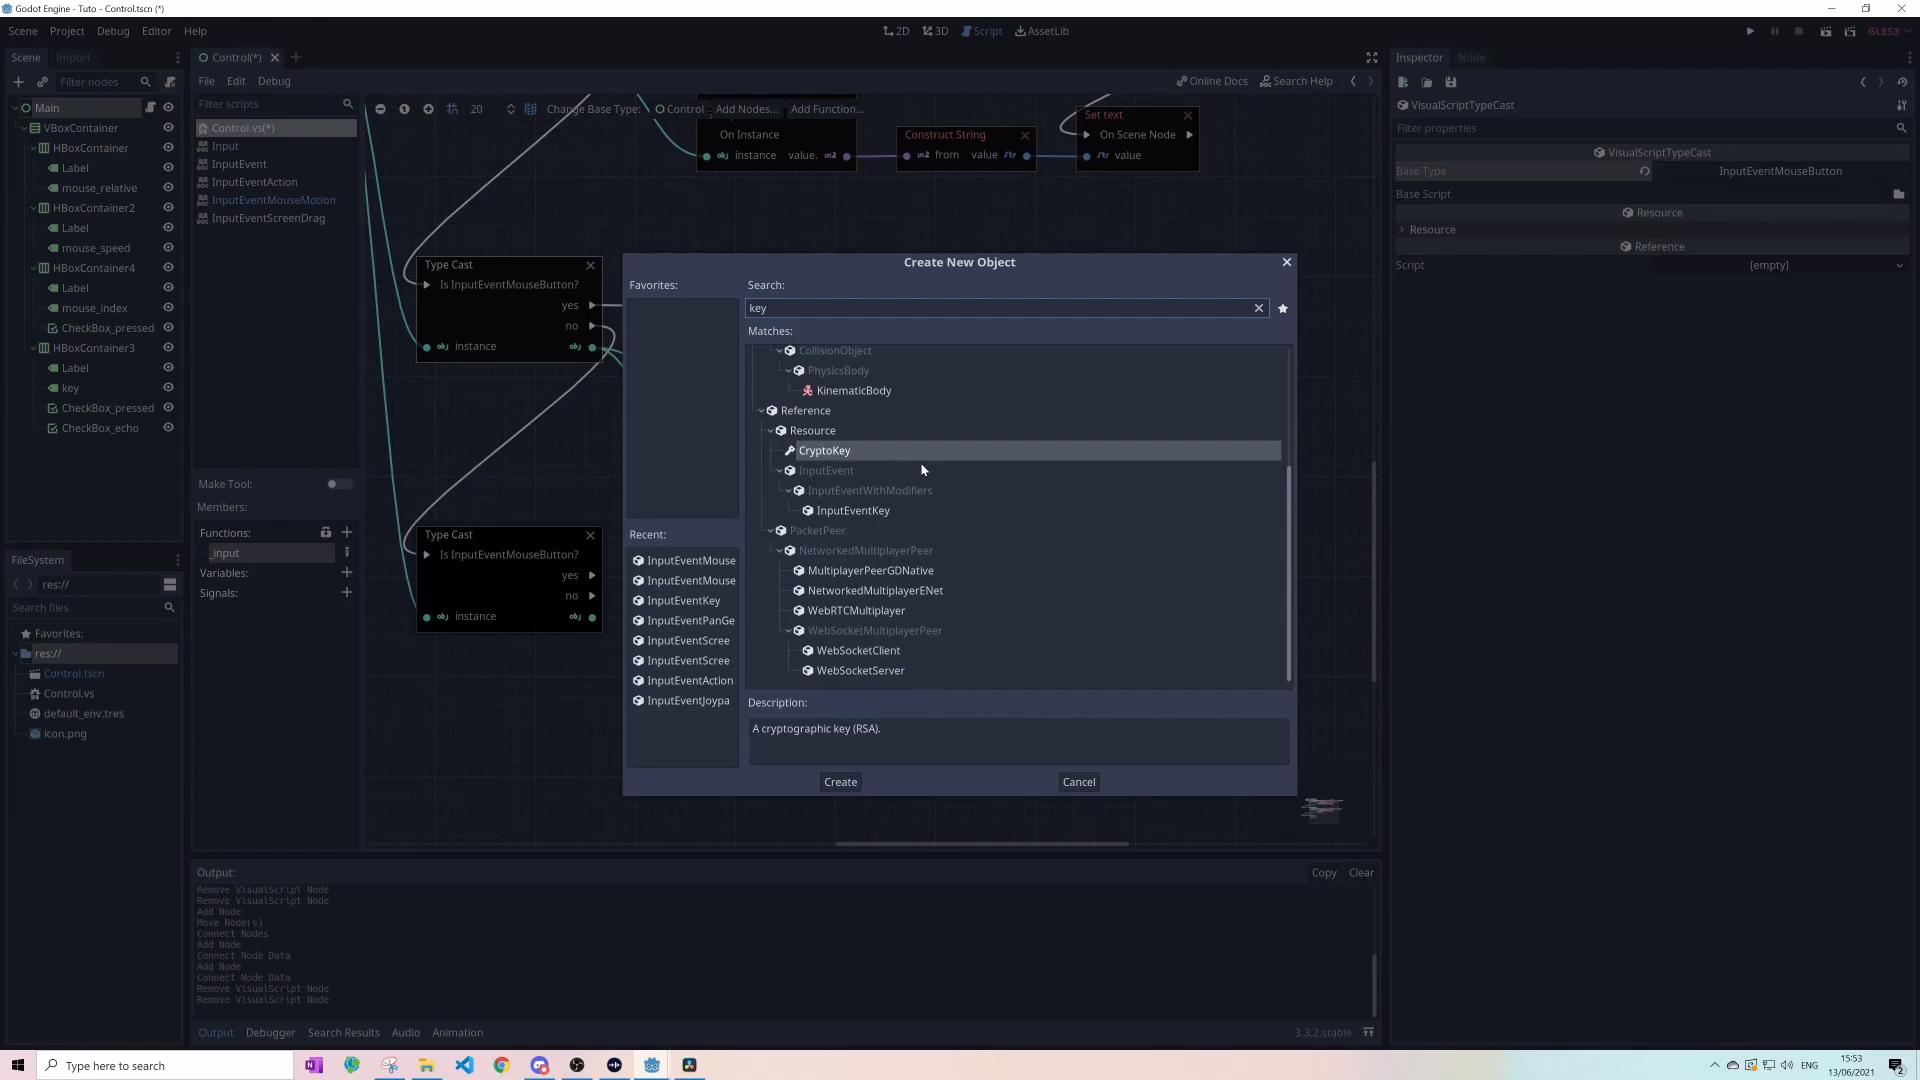 Godot Engine - Tuto - Control.tscn (*)
Scene Project Debug Editor Help
2D 3D Script AssetLib
GLES3
Scene Import
Filter nodes
Main
VBoxContainer
HBoxContainer
Label
mouse_relative
HBoxContainer2
Label
mouse_speed
HBoxContainer4
Label
mouse_index
CheckBox_pressed
HBoxContainer3
Label
key
CheckBox_pressed
CheckBox_echo
FileSystem
res://
Search files
Favorites:
res://
Control.tscn
Control.vs
default_env.tres
icon.png
Control(*)
File Edit Debug
Online Docs Search Help
Filter scripts
Control.vs(*)
Input
InputEvent
InputEventAction
InputEventMouseMotion
InputEventScreenDrag
Make Tool:
Members:
Functions:
_input
Variables:
Signals:
20 Change Base Type: Control Add Nodes... Add Function...
On Instance
instance value.
Construct String
from value
Set text
On Scene Node
value
Type Cast
Is InputEventMouseButton?
yes
no
obj instance obj
Type Cast
Is InputEventMouseButton?
yes
no
obj instance obj
Create New Object
Favorites:
Recent:
InputEventMouse
InputEventMouse
InputEventKey
InputEventPanGe
InputEventScree
InputEventScree
InputEventAction
InputEventJoypa
Search:
key
Matches:
CollisionObject
PhysicsBody
KinematicBody
Reference
Resource
CryptoKey
InputEvent
InputEventWithModifiers
InputEventKey
PacketPeer
NetworkedMultiplayerPeer
MultiplayerPeerGDNative
NetworkedMultiplayerENet
WebRTCMultiplayer
WebSocketMultiplayerPeer
WebSocketClient
WebSocketServer
Description:
A cryptographic key (RSA).
Create Cancel
Output:
Copy Clear
Remove VisualScript Node
Remove VisualScript Node
Add Node
Move Node(s)
Connect Nodes
Add Node
Connect Node Data
Add Node
Connect Node Data
Remove VisualScript Node
Remove VisualScript Node
Output Debugger Search Results Audio Animation
3.3.2.stable
Inspector Node
VisualScriptTypeCast
Filter properties
VisualScriptTypeCast
Base Type InputEventMouseButton
Base Script
Resource
Resource
Reference
Script [empty]
Type here to search
ENG
15:53
13/06/2021
2